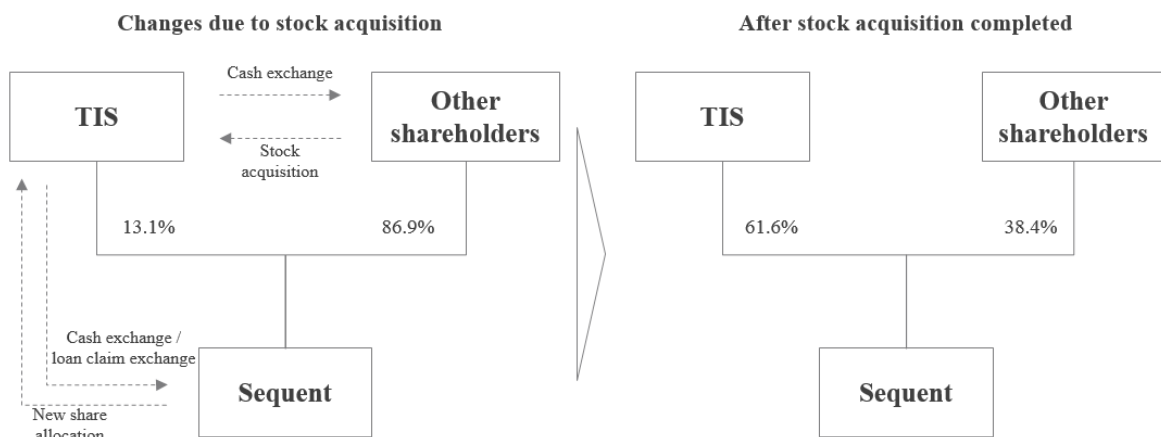 Changes due to stock acquisition
After stock acquisition completed
TIS
Cash exchange
Stock
acquisition
Other
shareholders
TIS
Other
shareholders
13.1%
86.9%
61.6%
38.4%
Cash exchange /
loan claim exchange
Sequent
New share
allocation
Sequent